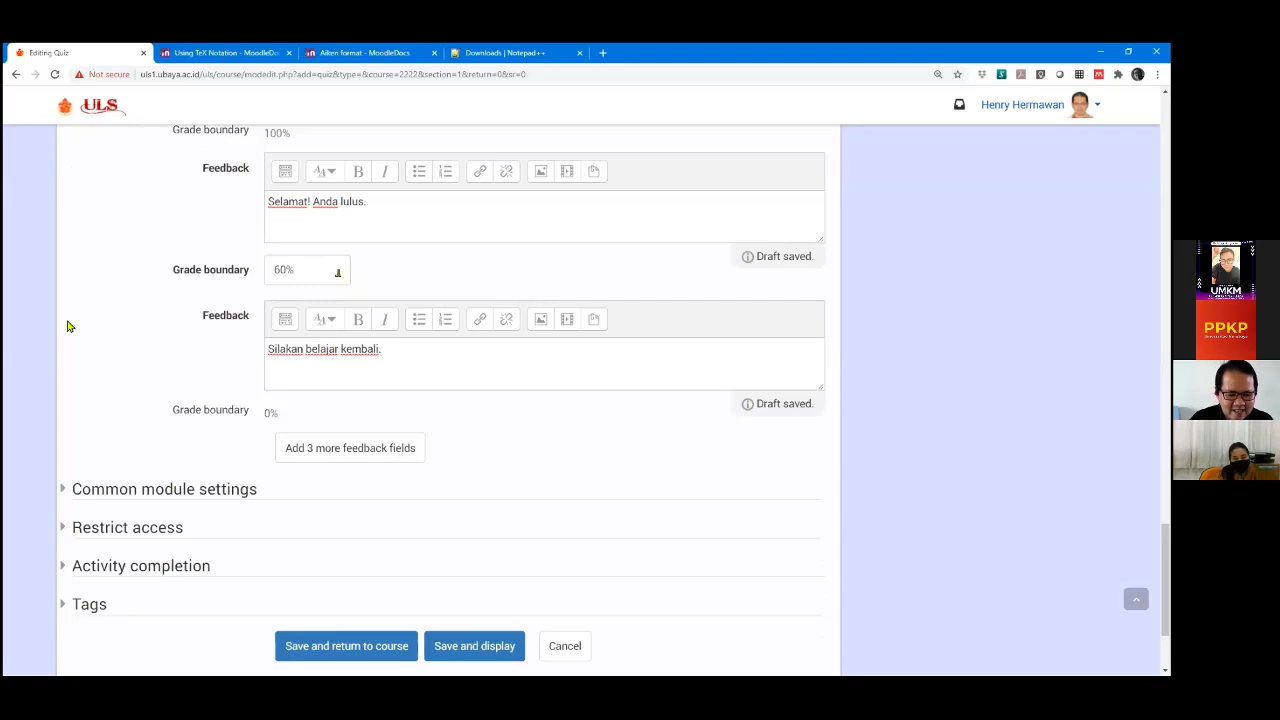 Editing Quiz
Using TeX Notation - MoodleDo
Aiken format - MoodleDocs
Downloads | Notepad++
Not secure
uls1.ubaya.ac.id/uls/course/modedit.php?add=quiz&type=&course=2222&section=1&return=0&sr=0
ULS
Henry Hermawan
Grade boundary
100%
Feedback
Selamat! Anda lulus.
Draft saved.
Grade boundary
60%
Feedback
Silakan belajar kembali.
Draft saved.
Grade boundary
0%
Add 3 more feedback fields
Common module settings
Restrict access
Activity completion
Tags
Save and return to course
Save and display
Cancel
UMKM
PPKP